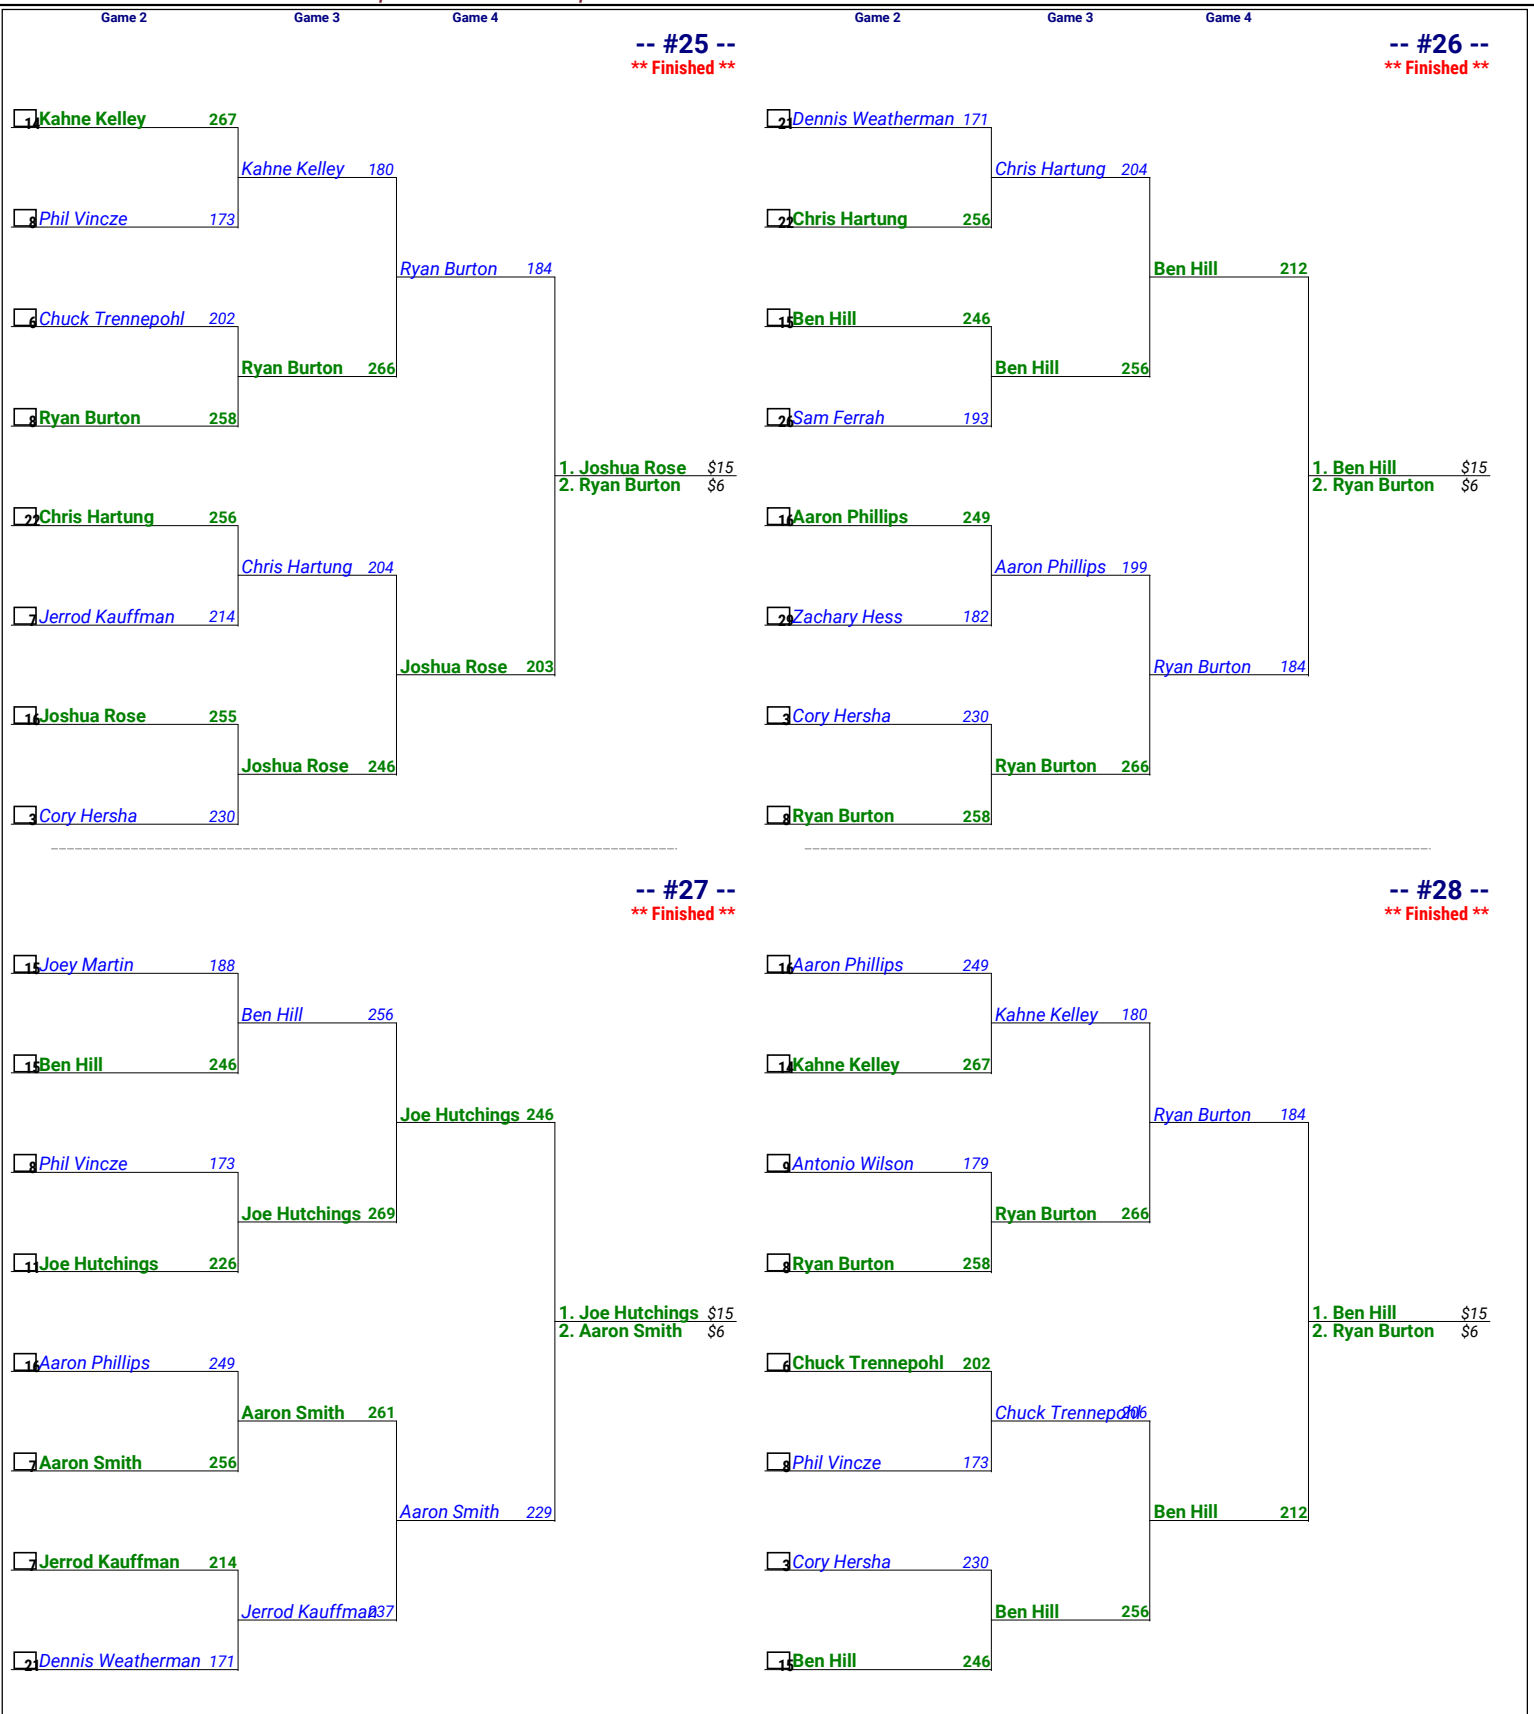 Game 2 Game 3 Game 4
-- #25 --
** Finished **
14 Kahne Kelley 267
Kahne Kelley 180
8 Phil Vincze 173
Ryan Burton 184
6 Chuck Trennepohl 202
Ryan Burton 266
8 Ryan Burton 258
1. Joshua Rose $15
2. Ryan Burton $6
22 Chris Hartung 256
Chris Hartung 204
7 Jerrod Kauffman 214
Joshua Rose 203
16 Joshua Rose 255
Joshua Rose 246
3 Cory Hersha 230
Game 2 Game 3 Game 4
-- #26 --
** Finished **
21 Dennis Weatherman 171
Chris Hartung 204
22 Chris Hartung 256
Ben Hill 212
15 Ben Hill 246
Ben Hill 256
26 Sam Ferrah 193
1. Ben Hill $15
2. Ryan Burton $6
16 Aaron Phillips 249
Aaron Phillips 199
29 Zachary Hess 182
Ryan Burton 184
3 Cory Hersha 230
Ryan Burton 266
8 Ryan Burton 258
-- #27 --
** Finished **
15 Joey Martin 188
Ben Hill 256
15 Ben Hill 246
Joe Hutchings 246
8 Phil Vincze 173
Joe Hutchings 269
11 Joe Hutchings 226
1. Joe Hutchings $15
2. Aaron Smith $6
16 Aaron Phillips 249
Aaron Smith 261
7 Aaron Smith 256
Aaron Smith 229
7 Jerrod Kauffman 214
Jerrod Kauffman 237
21 Dennis Weatherman 171
-- #28 --
** Finished **
16 Aaron Phillips 249
Kahne Kelley 180
14 Kahne Kelley 267
Ryan Burton 184
9 Antonio Wilson 179
Ryan Burton 266
8 Ryan Burton 258
1. Ben Hill $15
2. Ryan Burton $6
6 Chuck Trennepohl 202
Chuck Trennepohl 206
8 Phil Vincze 173
Ben Hill 212
3 Cory Hersha 230
Ben Hill 256
15 Ben Hill 246